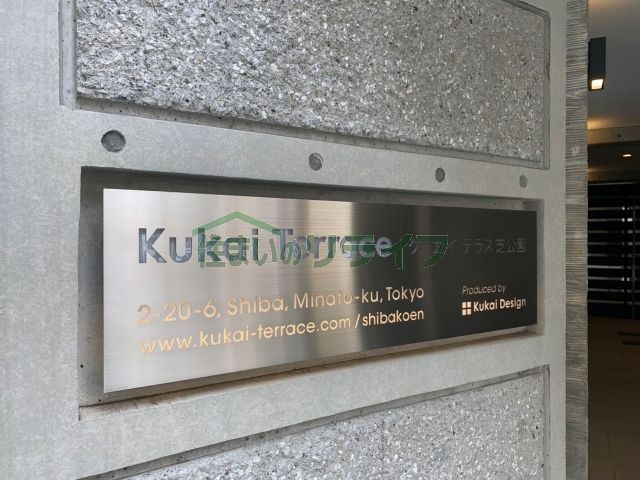 Kukai Terrace クカイ テラス芝公園
2-20-6, Shiba, Minato-ku, Tokyo
www.kukai-terrace.com/shibakoen
Produced by
Kukai Design